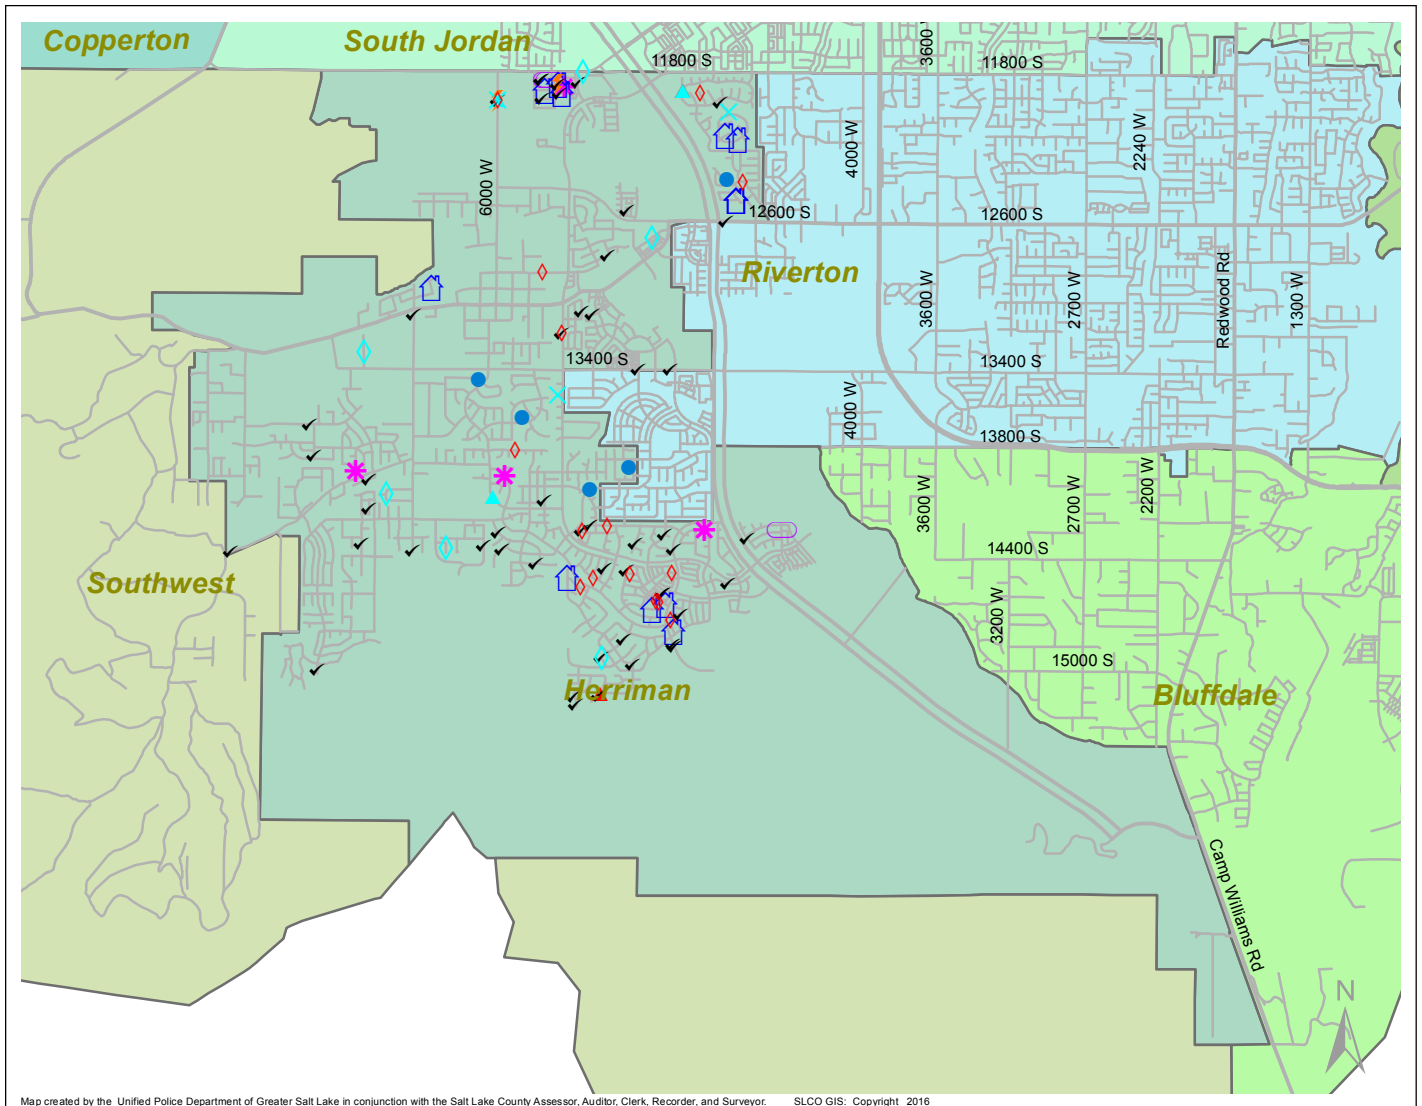 Copperton
South Jordan
11800 S
3600
11800 S
6000 W
4000 W
2240 W
12600 S
12600 S
Riverton
3600 W
2700 W
Redwood Rd
1300 W
13400 S
13400 S
4000 W
13800 S
3600 W
2700 W
2200 W
14400 S
Southwest
3200 W
15000 S
Herriman
Bluffdale
Camp Williams Rd
N
Map created by the Unified Police Department of Greater Salt Lake in conjunction with the Salt Lake County Assessor, Auditor, Clerk, Recorder, and Surveyor. SLCO GIS: Copyright 2016